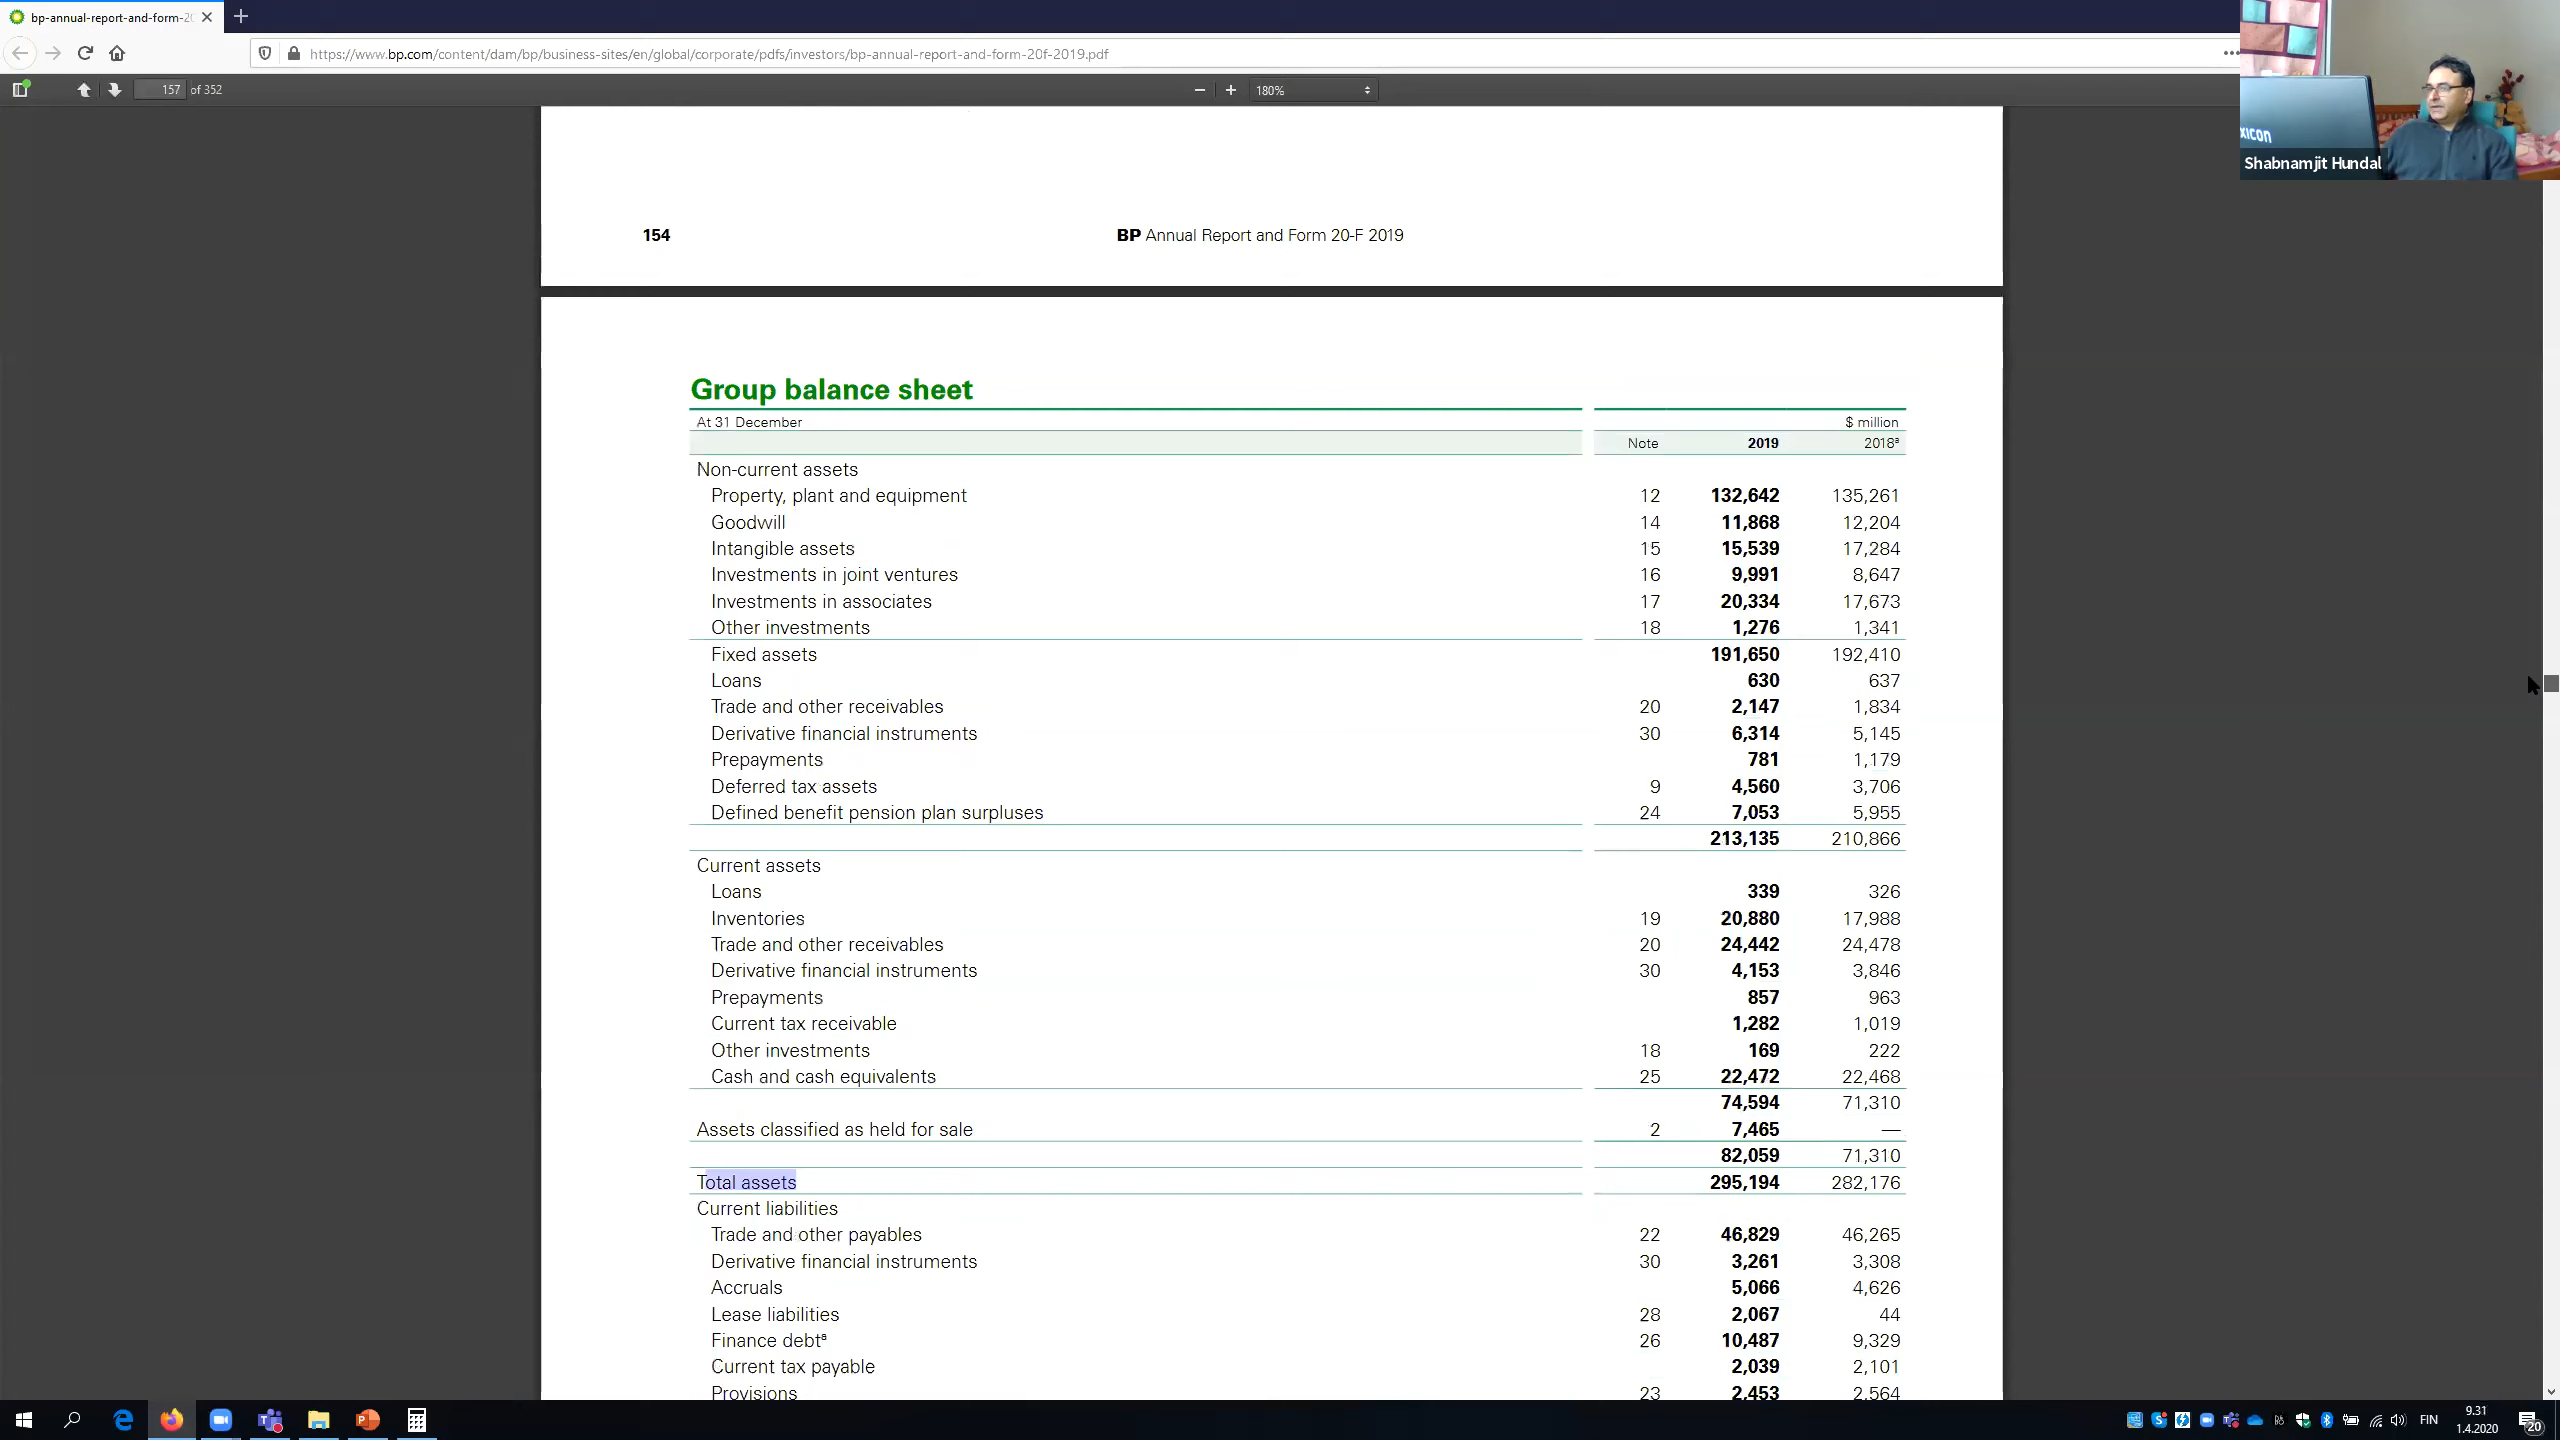 bp-annual-report-and-form-20
https://www.bp.com/content/dam/bp/business-sites/en/global/corporate/pdfs/investors/bp-annual-report-and-form-20f-2019.pdf
157 of 352
180%
xicon
Shabnamjit Hundal
154 BP Annual Report and Form 20-F 2019
Group balance sheet
At 31 December $ million
Note 2019 2018ª
Non-current assets
Property, plant and equipment 12 132,642 135,261
Goodwill 14 11,868 12,204
Intangible assets 15 15,539 17,284
Investments in joint ventures 16 9,991 8,647
Investments in associates 17 20,334 17,673
Other investments 18 1,276 1,341
Fixed assets 191,650 192,410
Loans 630 637
Trade and other receivables 20 2,147 1,834
Derivative financial instruments 30 6,314 5,145
Prepayments 781 1,179
Deferred tax assets 9 4,560 3,706
Defined benefit pension plan surpluses 24 7,053 5,955
213,135 210,866
Current assets
Loans 339 326
Inventories 19 20,880 17,988
Trade and other receivables 20 24,442 24,478
Derivative financial instruments 30 4,153 3,846
Prepayments 857 963
Current tax receivable 1,282 1,019
Other investments 18 169 222
Cash and cash equivalents 25 22,472 22,468
74,594 71,310
Assets classified as held for sale 2 7,465 —
82,059 71,310
Total assets 295,194 282,176
Current liabilities
Trade and other payables 22 46,829 46,265
Derivative financial instruments 30 3,261 3,308
Accruals 5,066 4,626
Lease liabilities 28 2,067 44
Finance debtª 26 10,487 9,329
Current tax payable 2,039 2,101
Provisions 23 2,453 2,564
FIN
9.31
1.4.2020
20